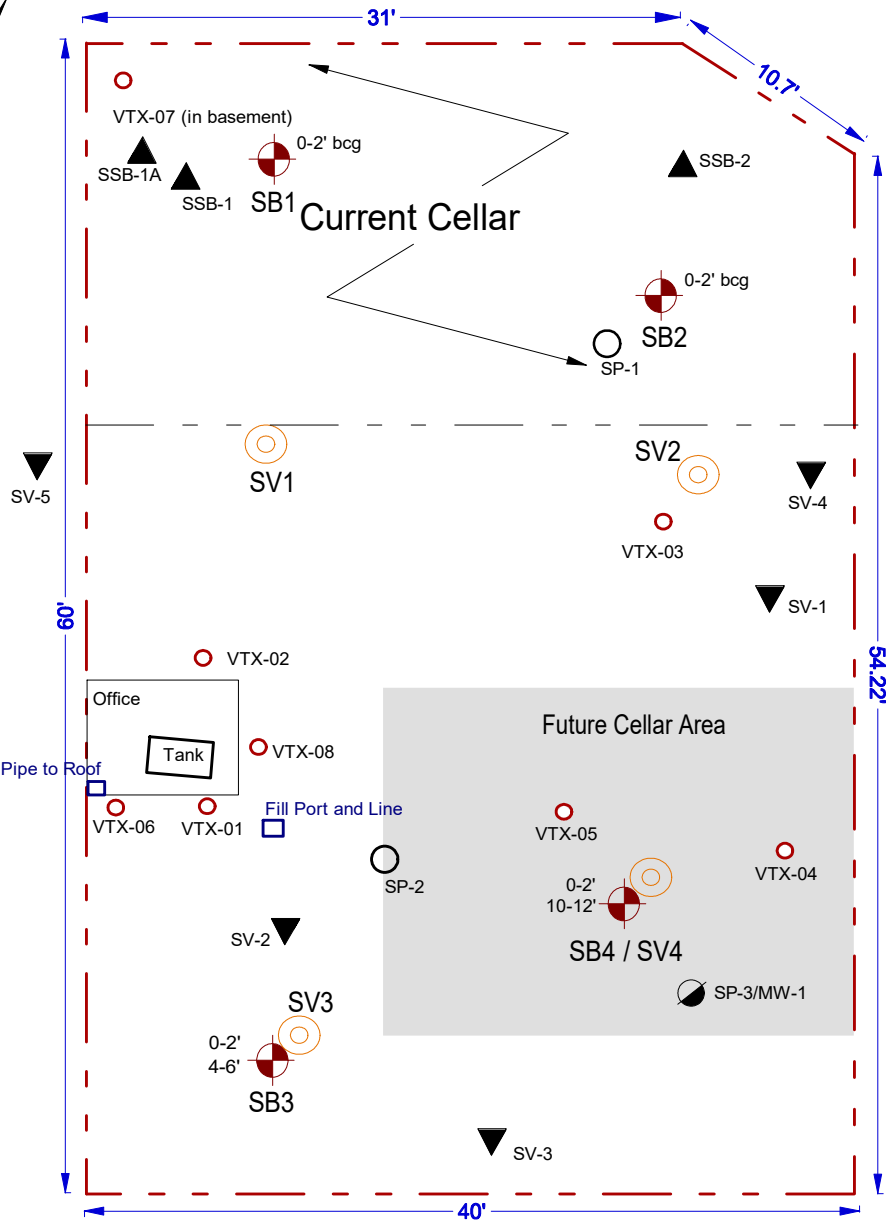 31'
10.7'
VTX-07 (in basement)
0-2' bcg
SSB-1A
SSB-1
SB1
SSB-2
Current Cellar
0-2' bcg
SB2
SP-1
SV1
SV2
SV-5
SV-4
VTX-03
SV-1
60'
54.22'
VTX-02
Office
Tank
VTX-08
Future Cellar Area
Pipe to Roof
Fill Port and Line
VTX-06
VTX-01
VTX-05
VTX-04
SP-2
0-2'
10-12'
SV-2
SB4 / SV4
SP-3/MW-1
SV3
0-2'
4-6'
SB3
SV-3
40'